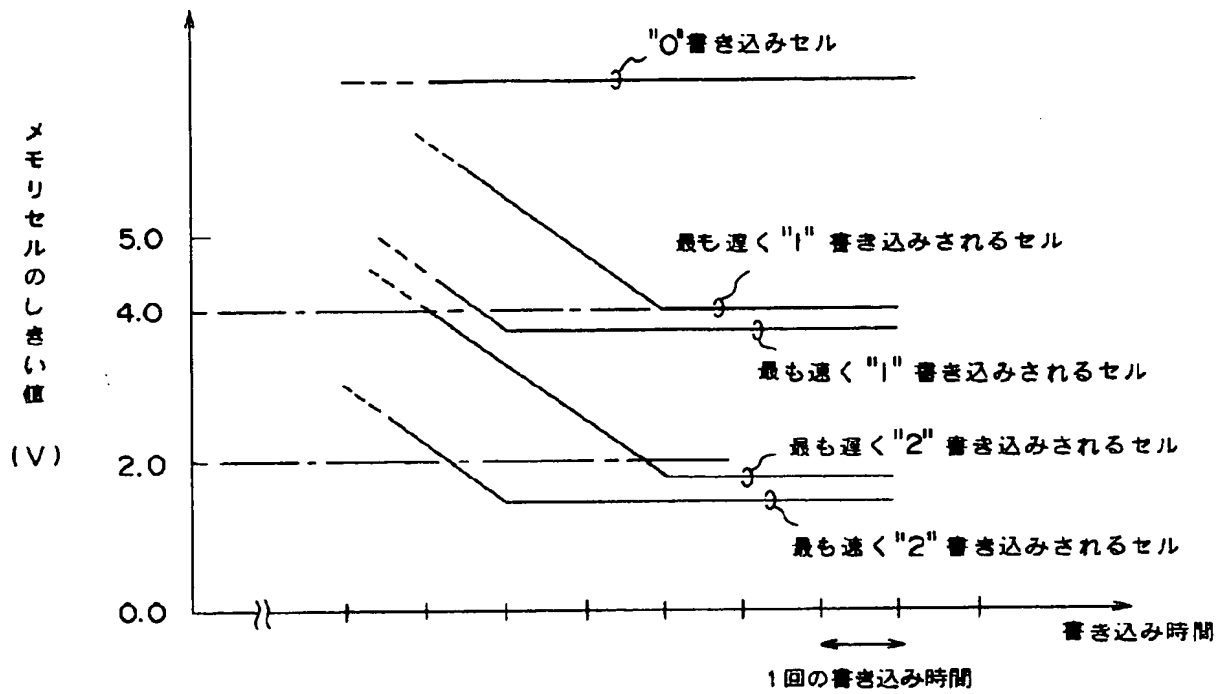 "0"書き込みセル
メモリセルのしきい値
(V)
5.0
最も遅く"1"書き込みされるセル
4.0
最も速く"1"書き込みされるセル
2.0
最も遅く"2"書き込みされるセル
最も速く"2"書き込みされるセル
0.0
書き込み時間
1回の書き込み時間